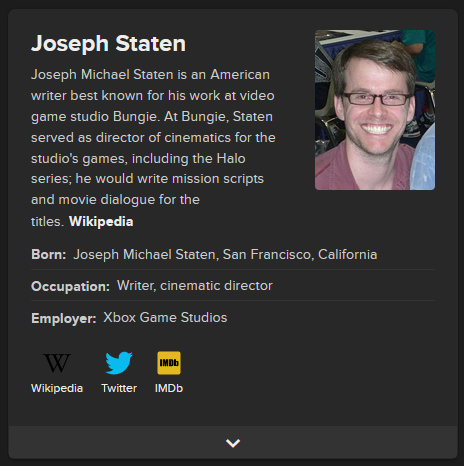 Joseph Staten
Joseph Michael Staten is an American
writer best known for his work at video
game studio Bungie. At Bungie, Staten
served as director of cinematics for the
studio's games, including the Halo
series; he would write mission scripts
and movie dialogue for the
titles. Wikipedia
Born: Joseph Michael Staten, San Francisco, California
Occupation: Writer, cinematic director
Employer: Xbox Game Studios
W IMDb
Wikipedia Twitter IMDb